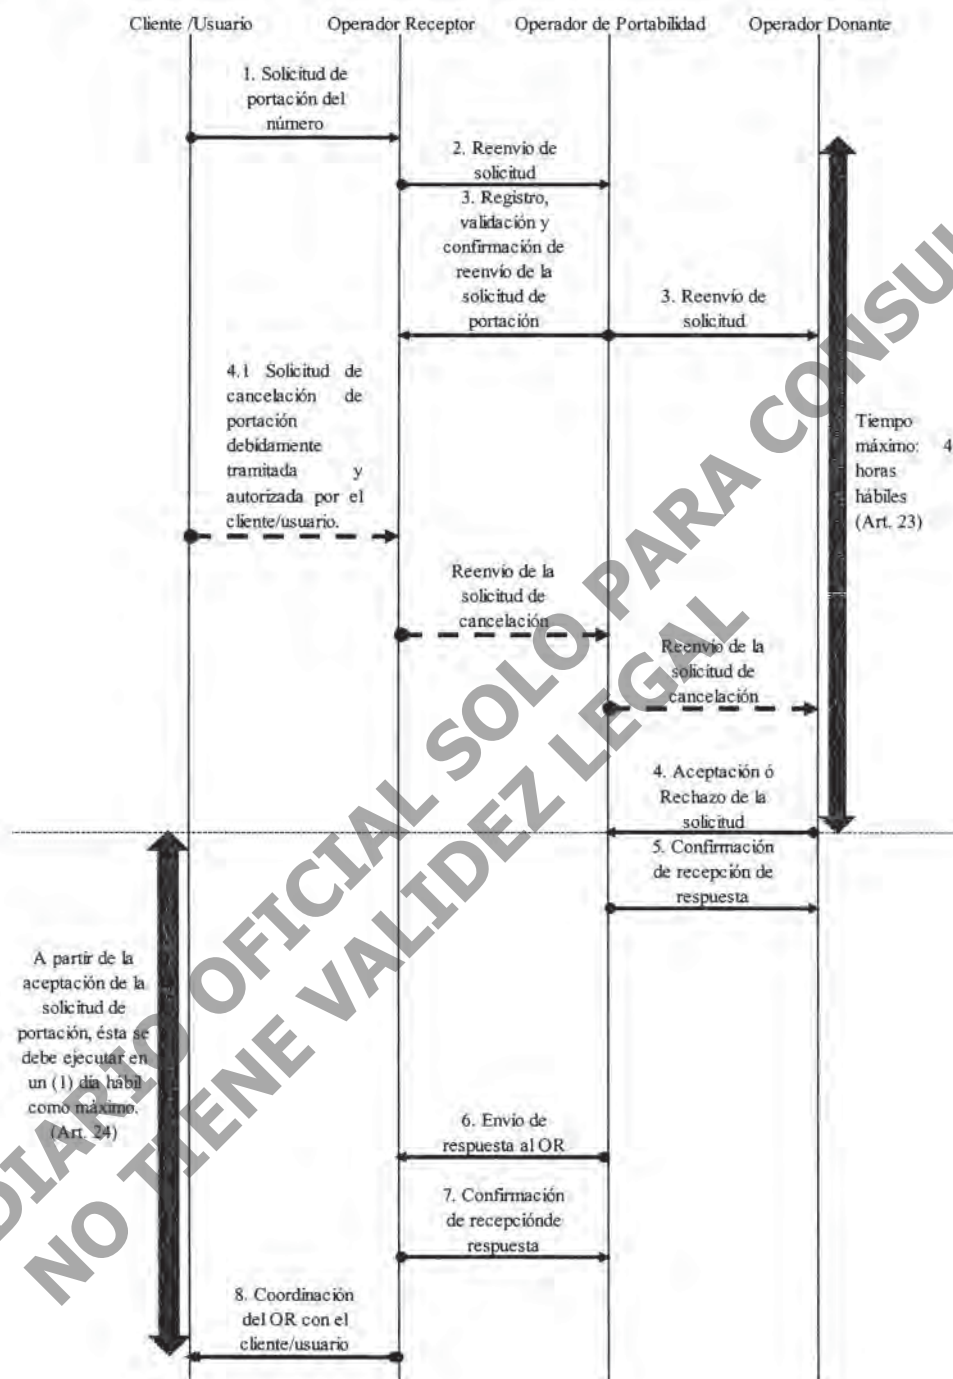 Cliente /Usuario
Operador Receptor
Operador de Portabilidad
Operador Donante
1. Solicitud de
portación del
número
2. Reenvío de
solicitud
3. Registro,
validación y
confirmación de
reenvío de la
solicitud de
portación
3. Reenvío de
solicitud
4.1 Solicitud de
cancelación de
portación
debidamente
tramitada y
autorizada por el
cliente/usuario.
Tiempo
máximo: 4
horas
hábiles
(Art. 23)
Reenvío de la
solicitud de
cancelación
Reenvío de la
solicitud de
cancelación
4. Aceptación ó
Rechazo de la
solicitud
5. Confirmación
de recepción de
respuesta
A partir de la
aceptación de la
solicitud de
portación, ésta se
debe ejecutar en
un (1) día hábil
como máximo.
(Art. 24)
6. Envío de
respuesta al OR
7. Confirmación
de recepciónde
respuesta
8. Coordinación
del OR con el
cliente/usuario
DIARIO OFICIAL SOLO PARA CONSU
NO TIENE VALIDEZ LEGAL